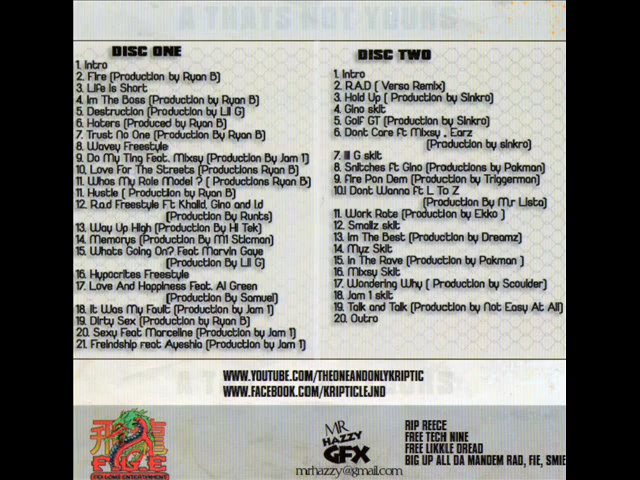 A THATS NOT YOURS
DISC ONE
1. Intro
2. Fire (Production by Ryan B)
3. Life Is Short
4. Im The Boss (Production by Ryan B)
5. Destruction (Production by Lil G)
6. Haters (Produced by Ryan B)
7. Trust No One (Production By Ryan B)
8. Wavey Freestyle
9. Do My Ting Feat. Mixsy (Production By Jam 1)
10. Love For The Streets (Productions Ryan B)
11. Whos My Role Model ? ( Productions Ryan B)
11. Hustle ( Production by Ryan B)
12. R.a.d Freestyle Ft Khalid, Gino and I.d
(Production By Runts)
13. Way Up High (Production By Hi Tek)
14. Memorys (Production By M1 Sticman)
15. Whats Going On? Feat Marvin Gaye
(Production By Lil G)
16. Hypocrites Freestyle
17. Love And Happiness Feat. Al Green
(Production By Samuel)
18. It Was My Fault (Production by Jam 1)
19. Dirty Sex (Production by Ryan B)
20. Sexy Feat Marceline (Production by Jam 1)
21. Freindship feat Ayeshia (Production by Jam 1)
DISC TWO
1. Intro
2. R.A.D ( Versa Remix)
3. Hold Up ( Production by Sinkro)
4. Gino skit
5. Golf GT (Production by Sinkro)
6. Dont Care ft Mixsy . Earz
(Production by sinkro)
7. Ill G skit
8. Snitches ft Gino (Productions by Pakman)
9. Fire Pon Dem (Production by Triggerman)
10.I Dont Wanna ft L To Z
(Production By M.r Lista)
11. Work Rate (Production by Ekko )
12. Smallz skit
13. Im The Best (Production by Dreamz)
14. Myz Skit
15. In The Rave (Production by Pakman )
16. Mixsy Skit
17. Wondering Why ( Production by Scoulder)
18. Jam 1 skit
19. Talk and Talk (Production by Not Easy At All)
20. Outro
WWW.YOUTUBE.COM/THEONEANDONLYKRIPTIC
WWW.FACEBOOK.COM/KRIPTICLEJND
MR
HAZZY
GFX
mrhazzy@gmail.com
RIP REECE
FREE TECH NINE
FREE LIKKLE DREAD
BIG UP ALL DA MANDEM RAD, FIE, SMIE